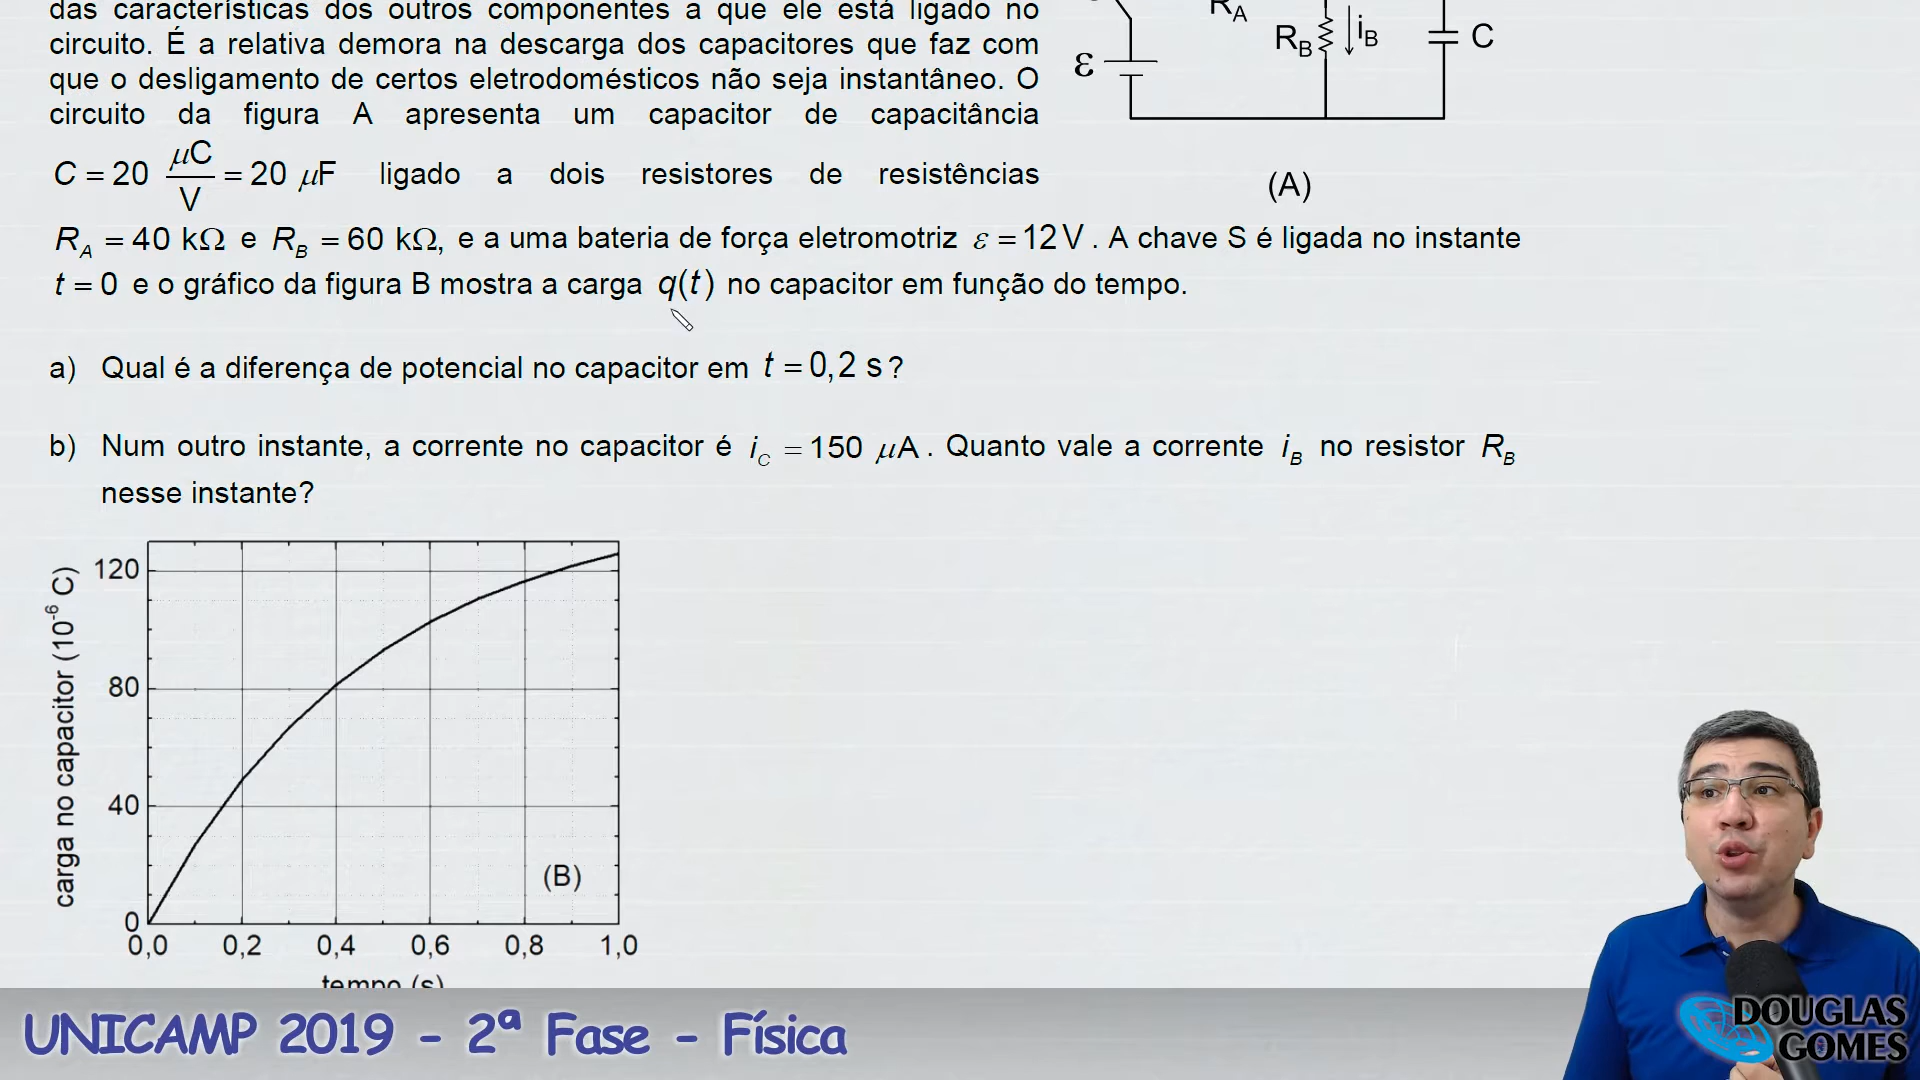 das características dos outros componentes a que ele está ligado no
circuito. É a relativa demora na descarga dos capacitores que faz com
que o desligamento de certos eletrodomésticos não seja instantâneo. O
circuito da figura A apresenta um capacitor de capacitância
C = 20 μC/V = 20 μF ligado a dois resistores de resistências
R_A = 40 kΩ e R_B = 60 kΩ, e a uma bateria de força eletromotriz ε = 12 V. A chave S é ligada no instante
t = 0 e o gráfico da figura B mostra a carga q(t) no capacitor em função do tempo.
R_A
R_B
i_B
C
ε
(A)
a) Qual é a diferença de potencial no capacitor em t = 0,2 s?
b) Num outro instante, a corrente no capacitor é i_C = 150 μA. Quanto vale a corrente i_B no resistor R_B
nesse instante?
carga no capacitor (10⁻⁶ C)
120
80
40
0
(B)
0,0 0,2 0,4 0,6 0,8 1,0
tempo (s)
UNICAMP 2019 - 2ª Fase - Física
DOUGLAS
GOMES